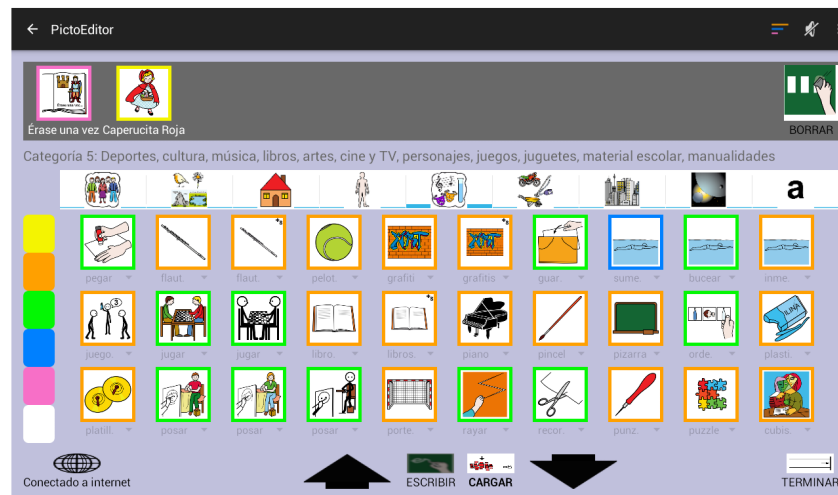 PictoEditor
Érase una vez...
Érase una vez Caperucita Roja
BORRAR
Categoría 5: Deportes, cultura, música, libros, artes, cine y TV, personajes, juegos, juguetes, material escolar, manualidades
a
pegar flaut. flaut. pelot. grafiti grafitis guar. sume. bucear inme.
juego. jugar jugar libro. libros. piano pincel pizarra orde. plasti.
platill. posar posar posar porte. rayar recor. punz. puzzle cubis.
Conectado a internet
ESCRIBIR CARGAR
TERMINAR